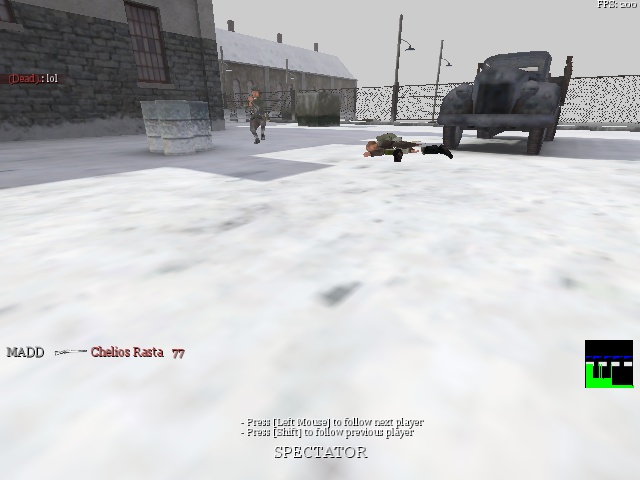 FPS: 200
(Dead).: lol
MADD Chelios Rasta 77
- Press [Left Mouse] to follow next player
- Press [Shift] to follow previous player
SPECTATOR